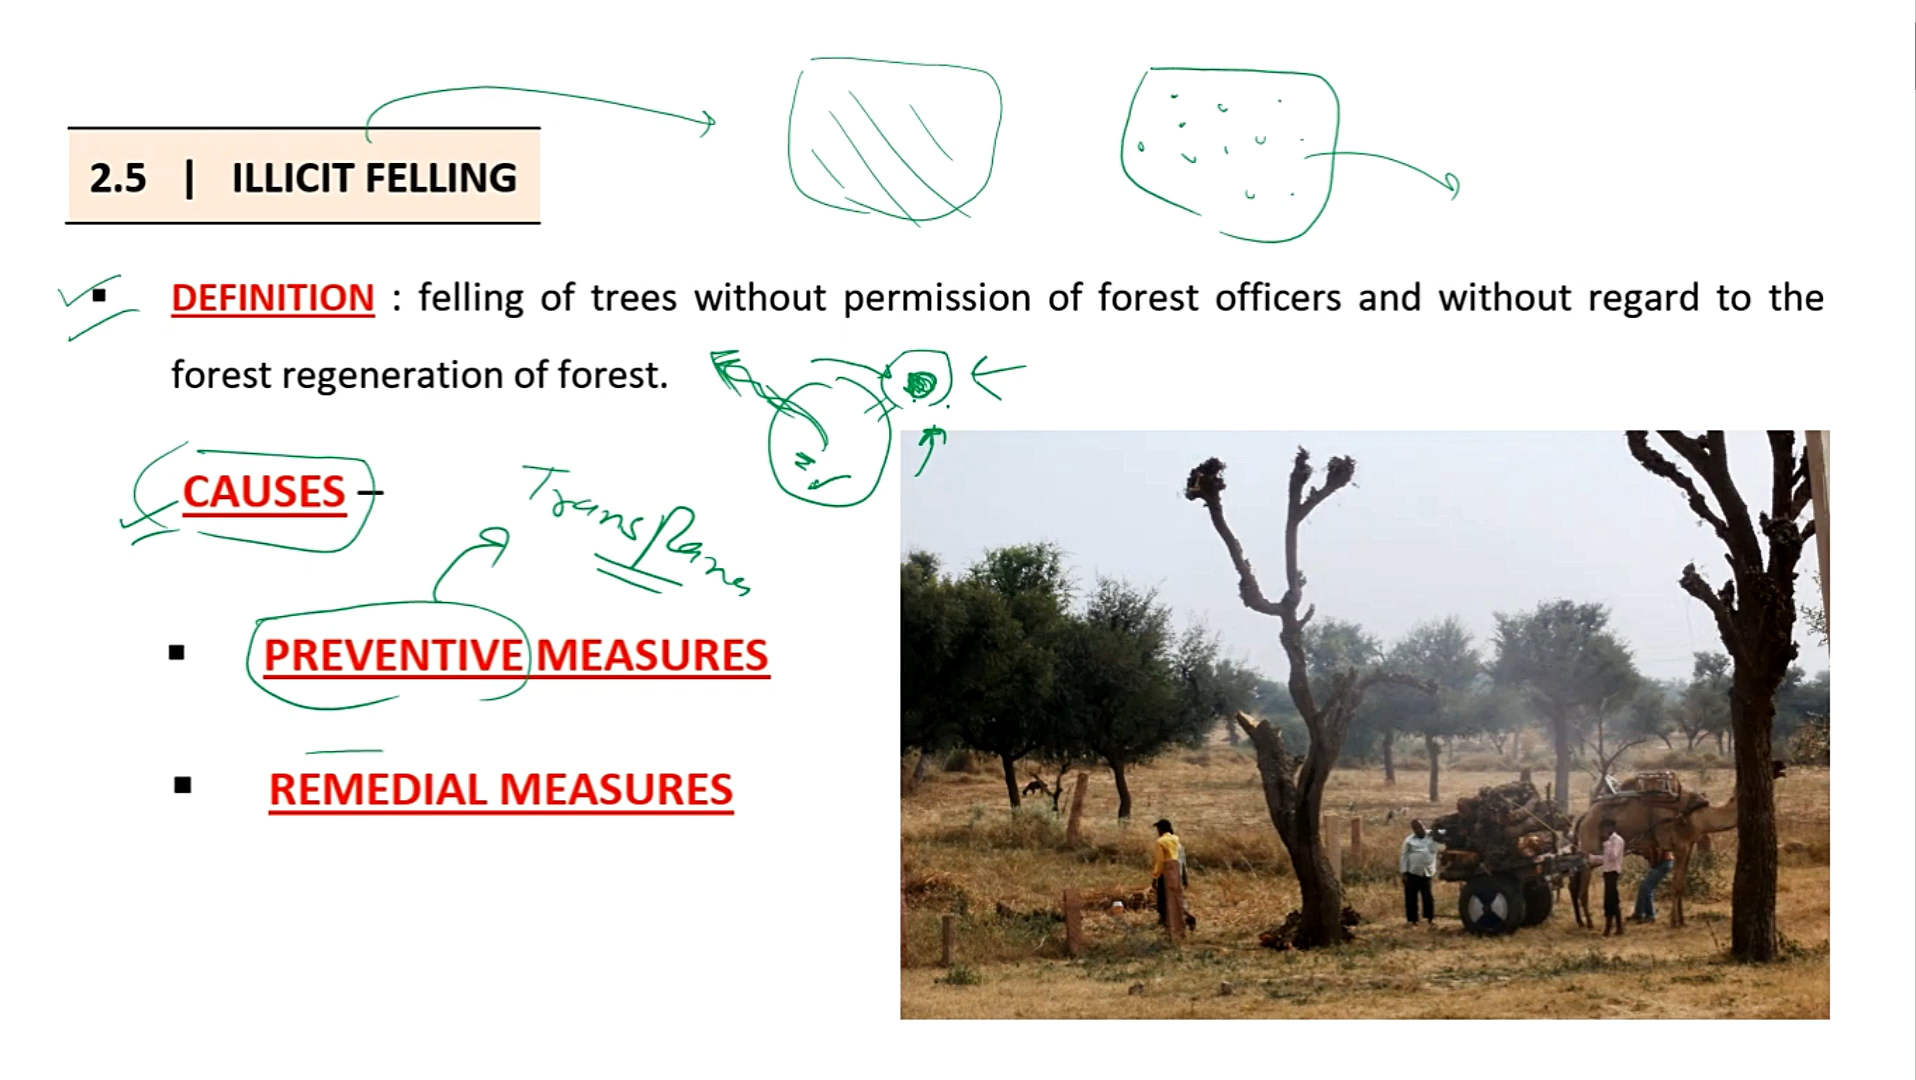 2.5 | ILLICIT FELLING
▪ DEFINITION : felling of trees without permission of forest officers and without regard to the
forest regeneration of forest.
CAUSES –
▪ PREVENTIVE MEASURES
▪ REMEDIAL MEASURES